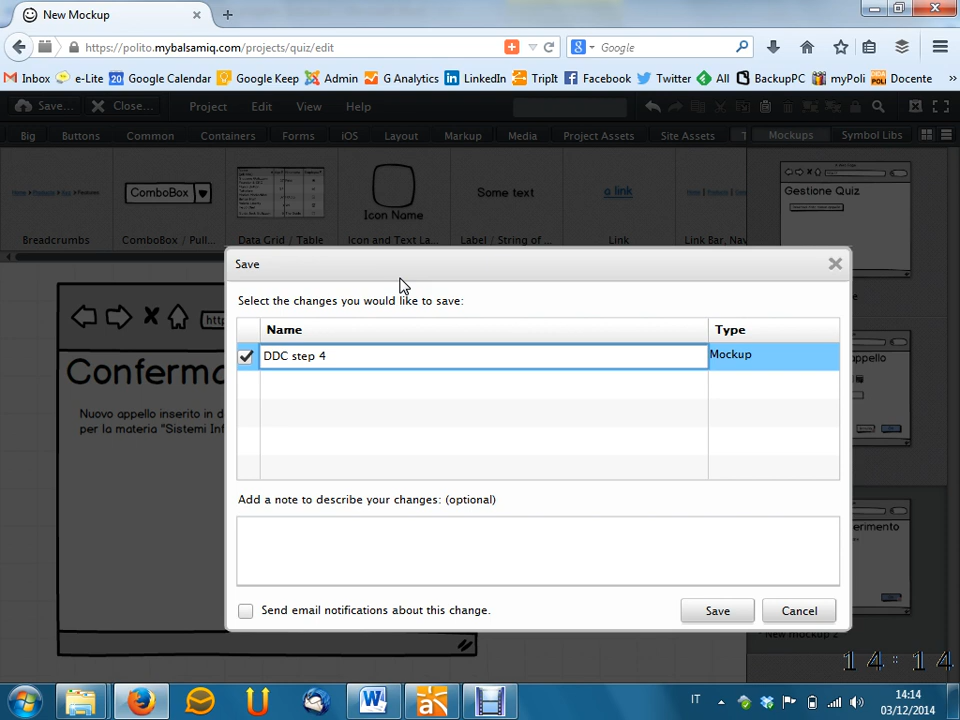 New Mockup
https://polito.mybalsamiq.com/projects/quiz/edit
Google
Inbox e-Lite Google Calendar Google Keep Admin G Analytics LinkedIn TripIt Facebook Twitter All BackupPC myPoli Docente »
Save... Close... Project Edit View Help
Big Buttons Common Containers Forms iOS Layout Markup Media Project Assets Site Assets T Mockups Symbol Libs
ComboBox
Icon Name
Some text
a link
Breadcrumbs ComboBox / Pull... Data Grid / Table Icon and Text La... Label / String of ... Link Link Bar, Nav
Gestione Quiz
Save
Select the changes you would like to save:
Name Type
DDC step 4 Mockup
http
Conferma
Nuovo appello inserito in d
per la materia "Sistemi Inf
appello
erimento
Add a note to describe your changes: (optional)
Send email notifications about this change.
Save Cancel
New mockup 2
14:14
IT
14:14
03/12/2014